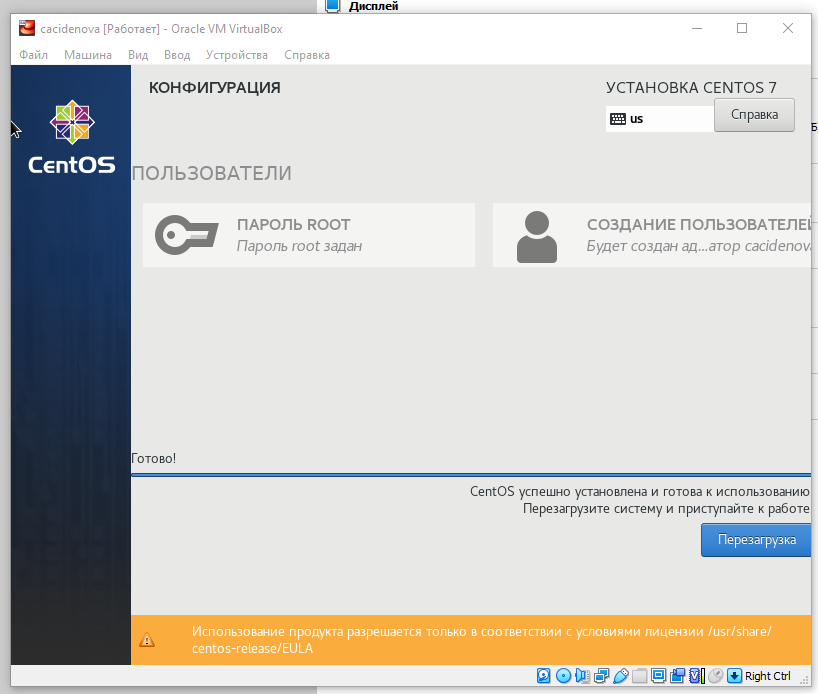 Дисплей
cacidenova [Работает] - Oracle VM VirtualBox
Файл Машина Вид Ввод Устройства Справка
КОНФИГУРАЦИЯ
УСТАНОВКА CENTOS 7
us
Справка
CentOS
ПОЛЬЗОВАТЕЛИ
ПАРОЛЬ ROOT
Пароль root задан
СОЗДАНИЕ ПОЛЬЗОВАТЕЛЕЙ
Будет создан ад...атор cacidenova
Готово!
CentOS успешно установлена и готова к использованию
Перезагрузите систему и приступайте к работе
Перезагрузка
Использование продукта разрешается только в соответствии с условиями лицензии /usr/share/
centos-release/EULA
Right Ctrl